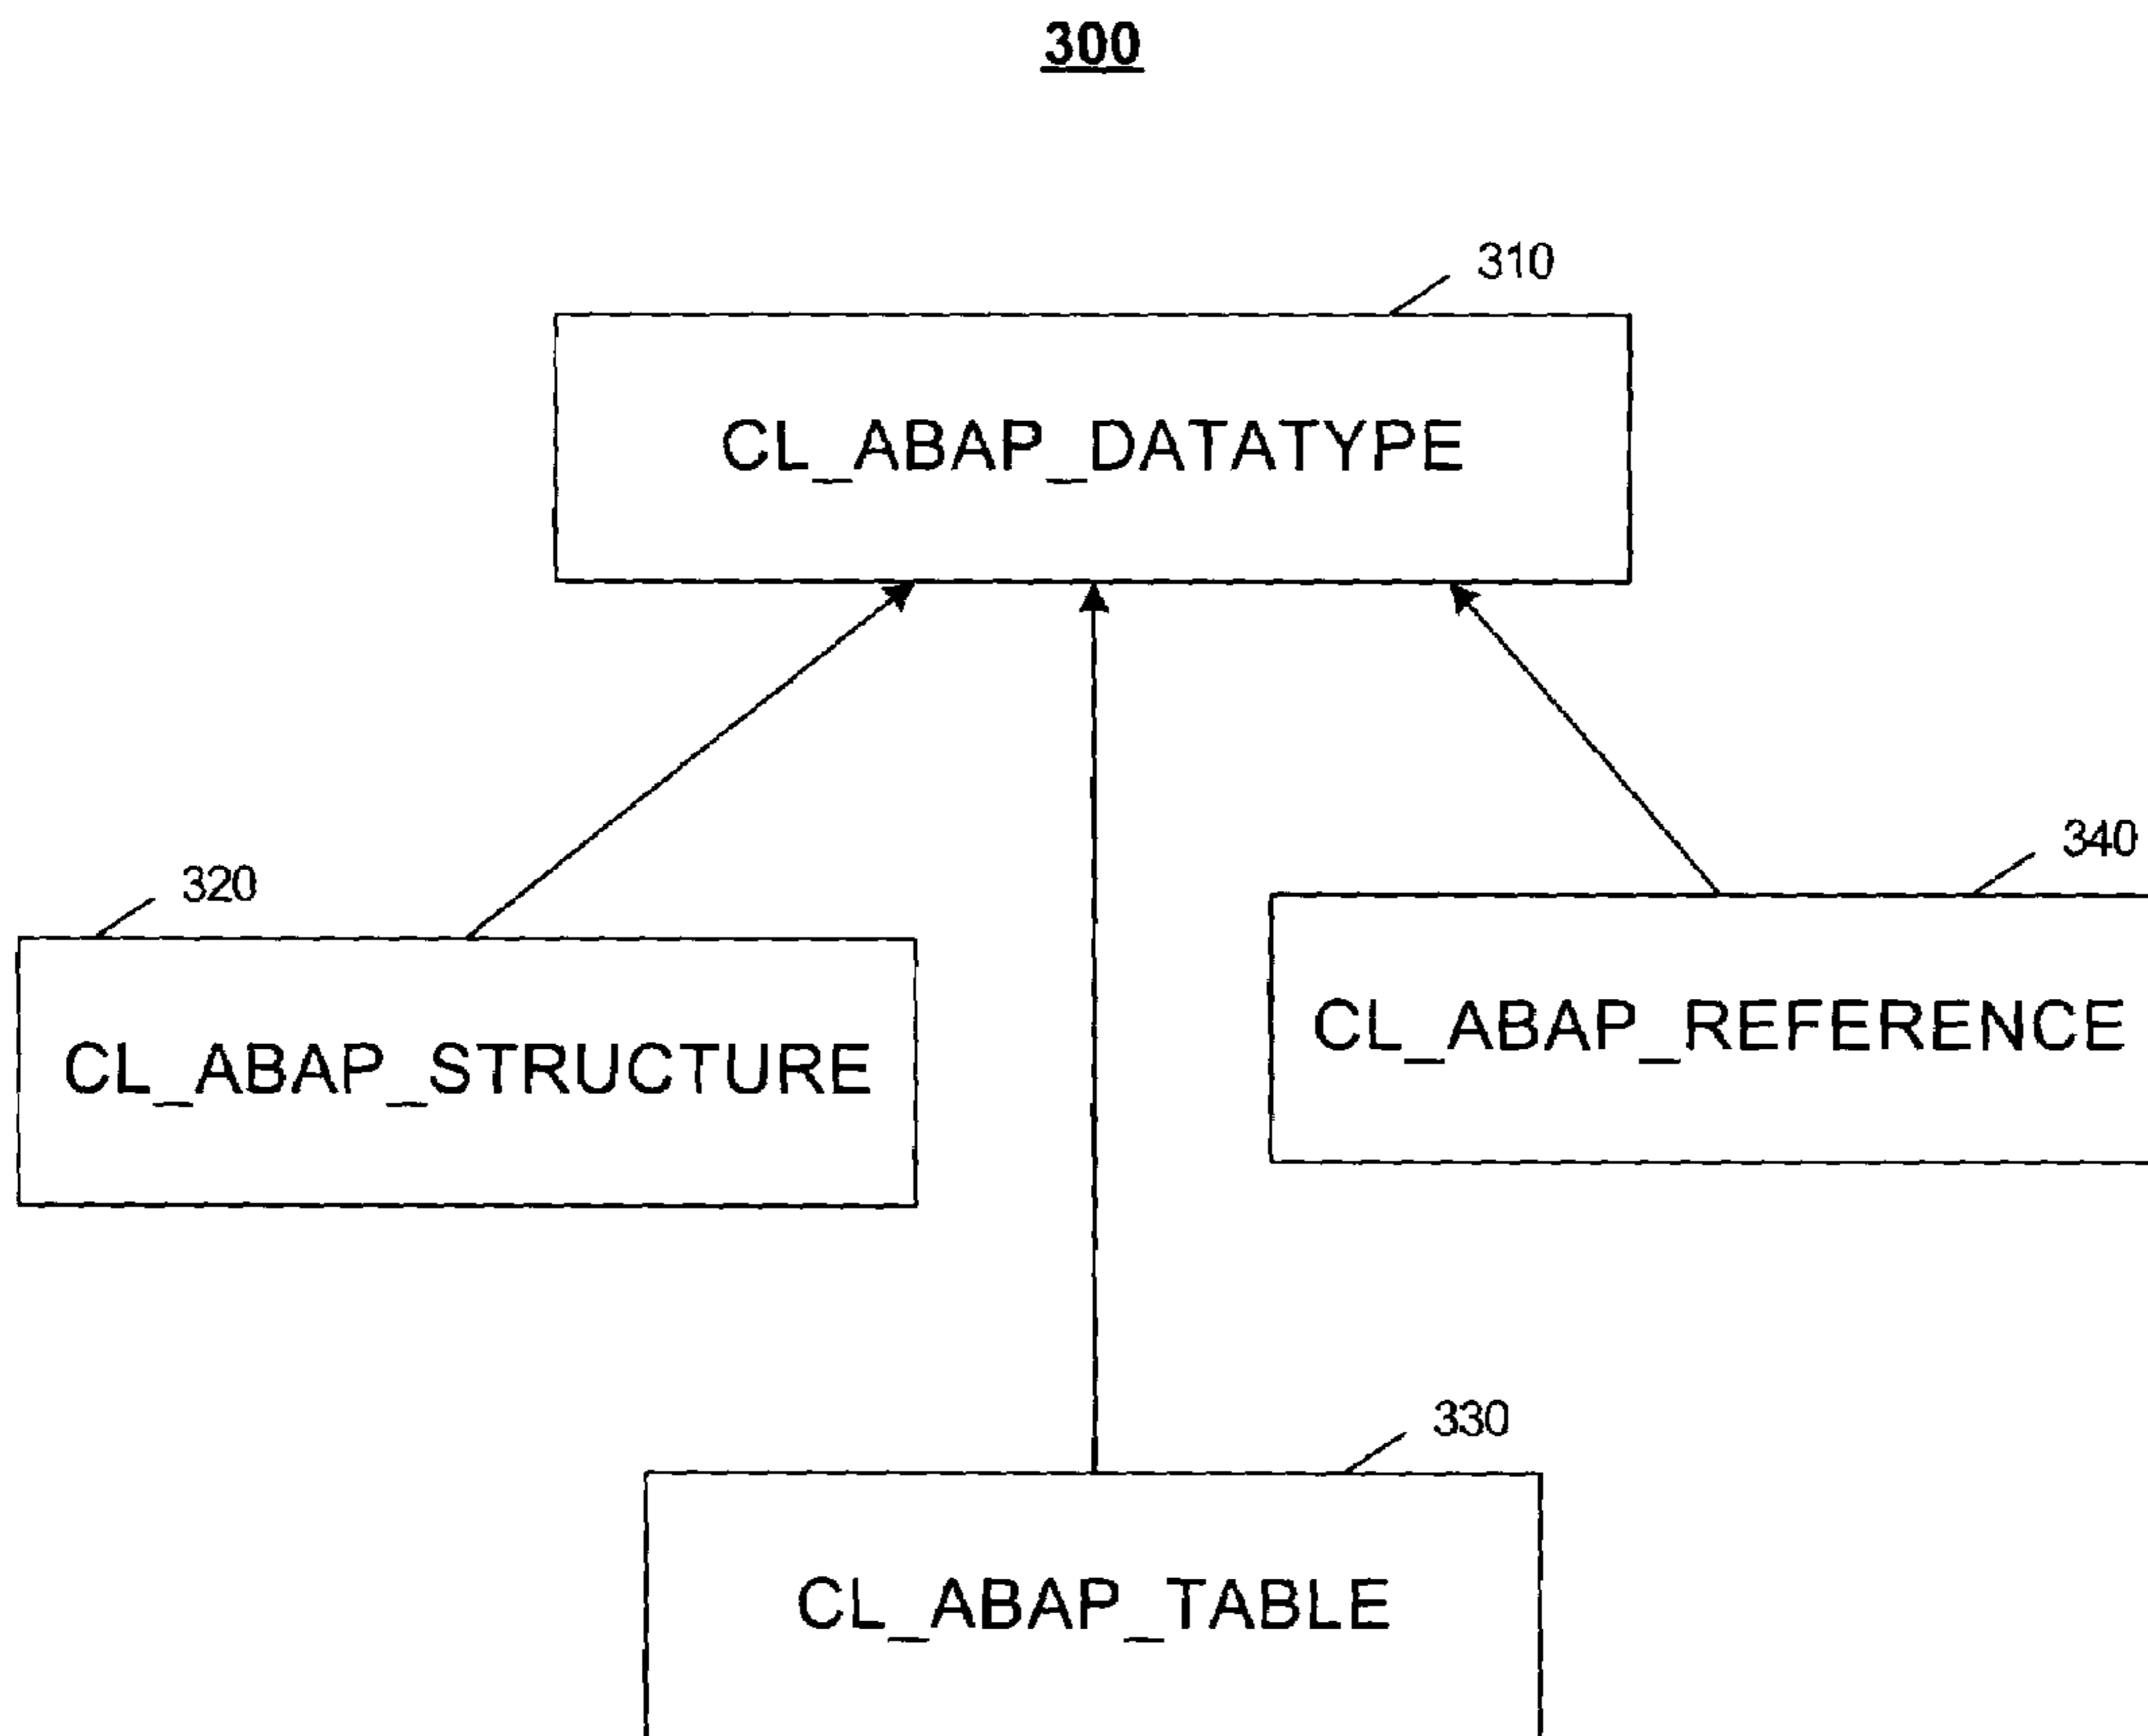 300
310
CL_ABAP_DATATYPE
320
340
CL_ABAP_STRUCTURE
CL_ABAP_REFERENCE
330
CL_ABAP_TABLE